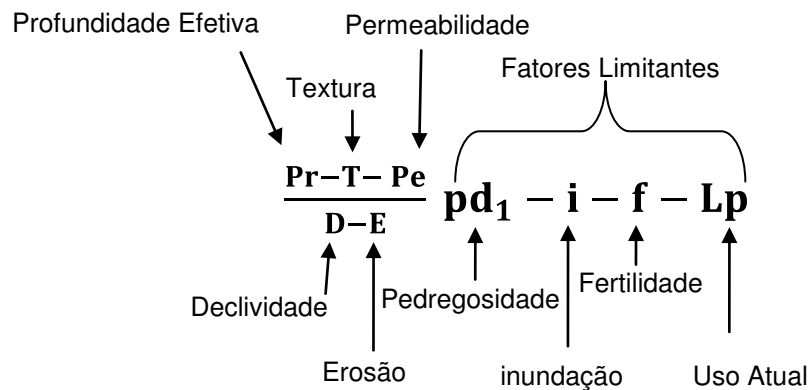 Profundidade Efetiva
Permeabilidade
Fatores Limitantes
Textura
Pr–T– Pe
D–E
pd₁ – i – f – Lp
Declividade
Pedregosidade
Fertilidade
Erosão
inundação
Uso Atual